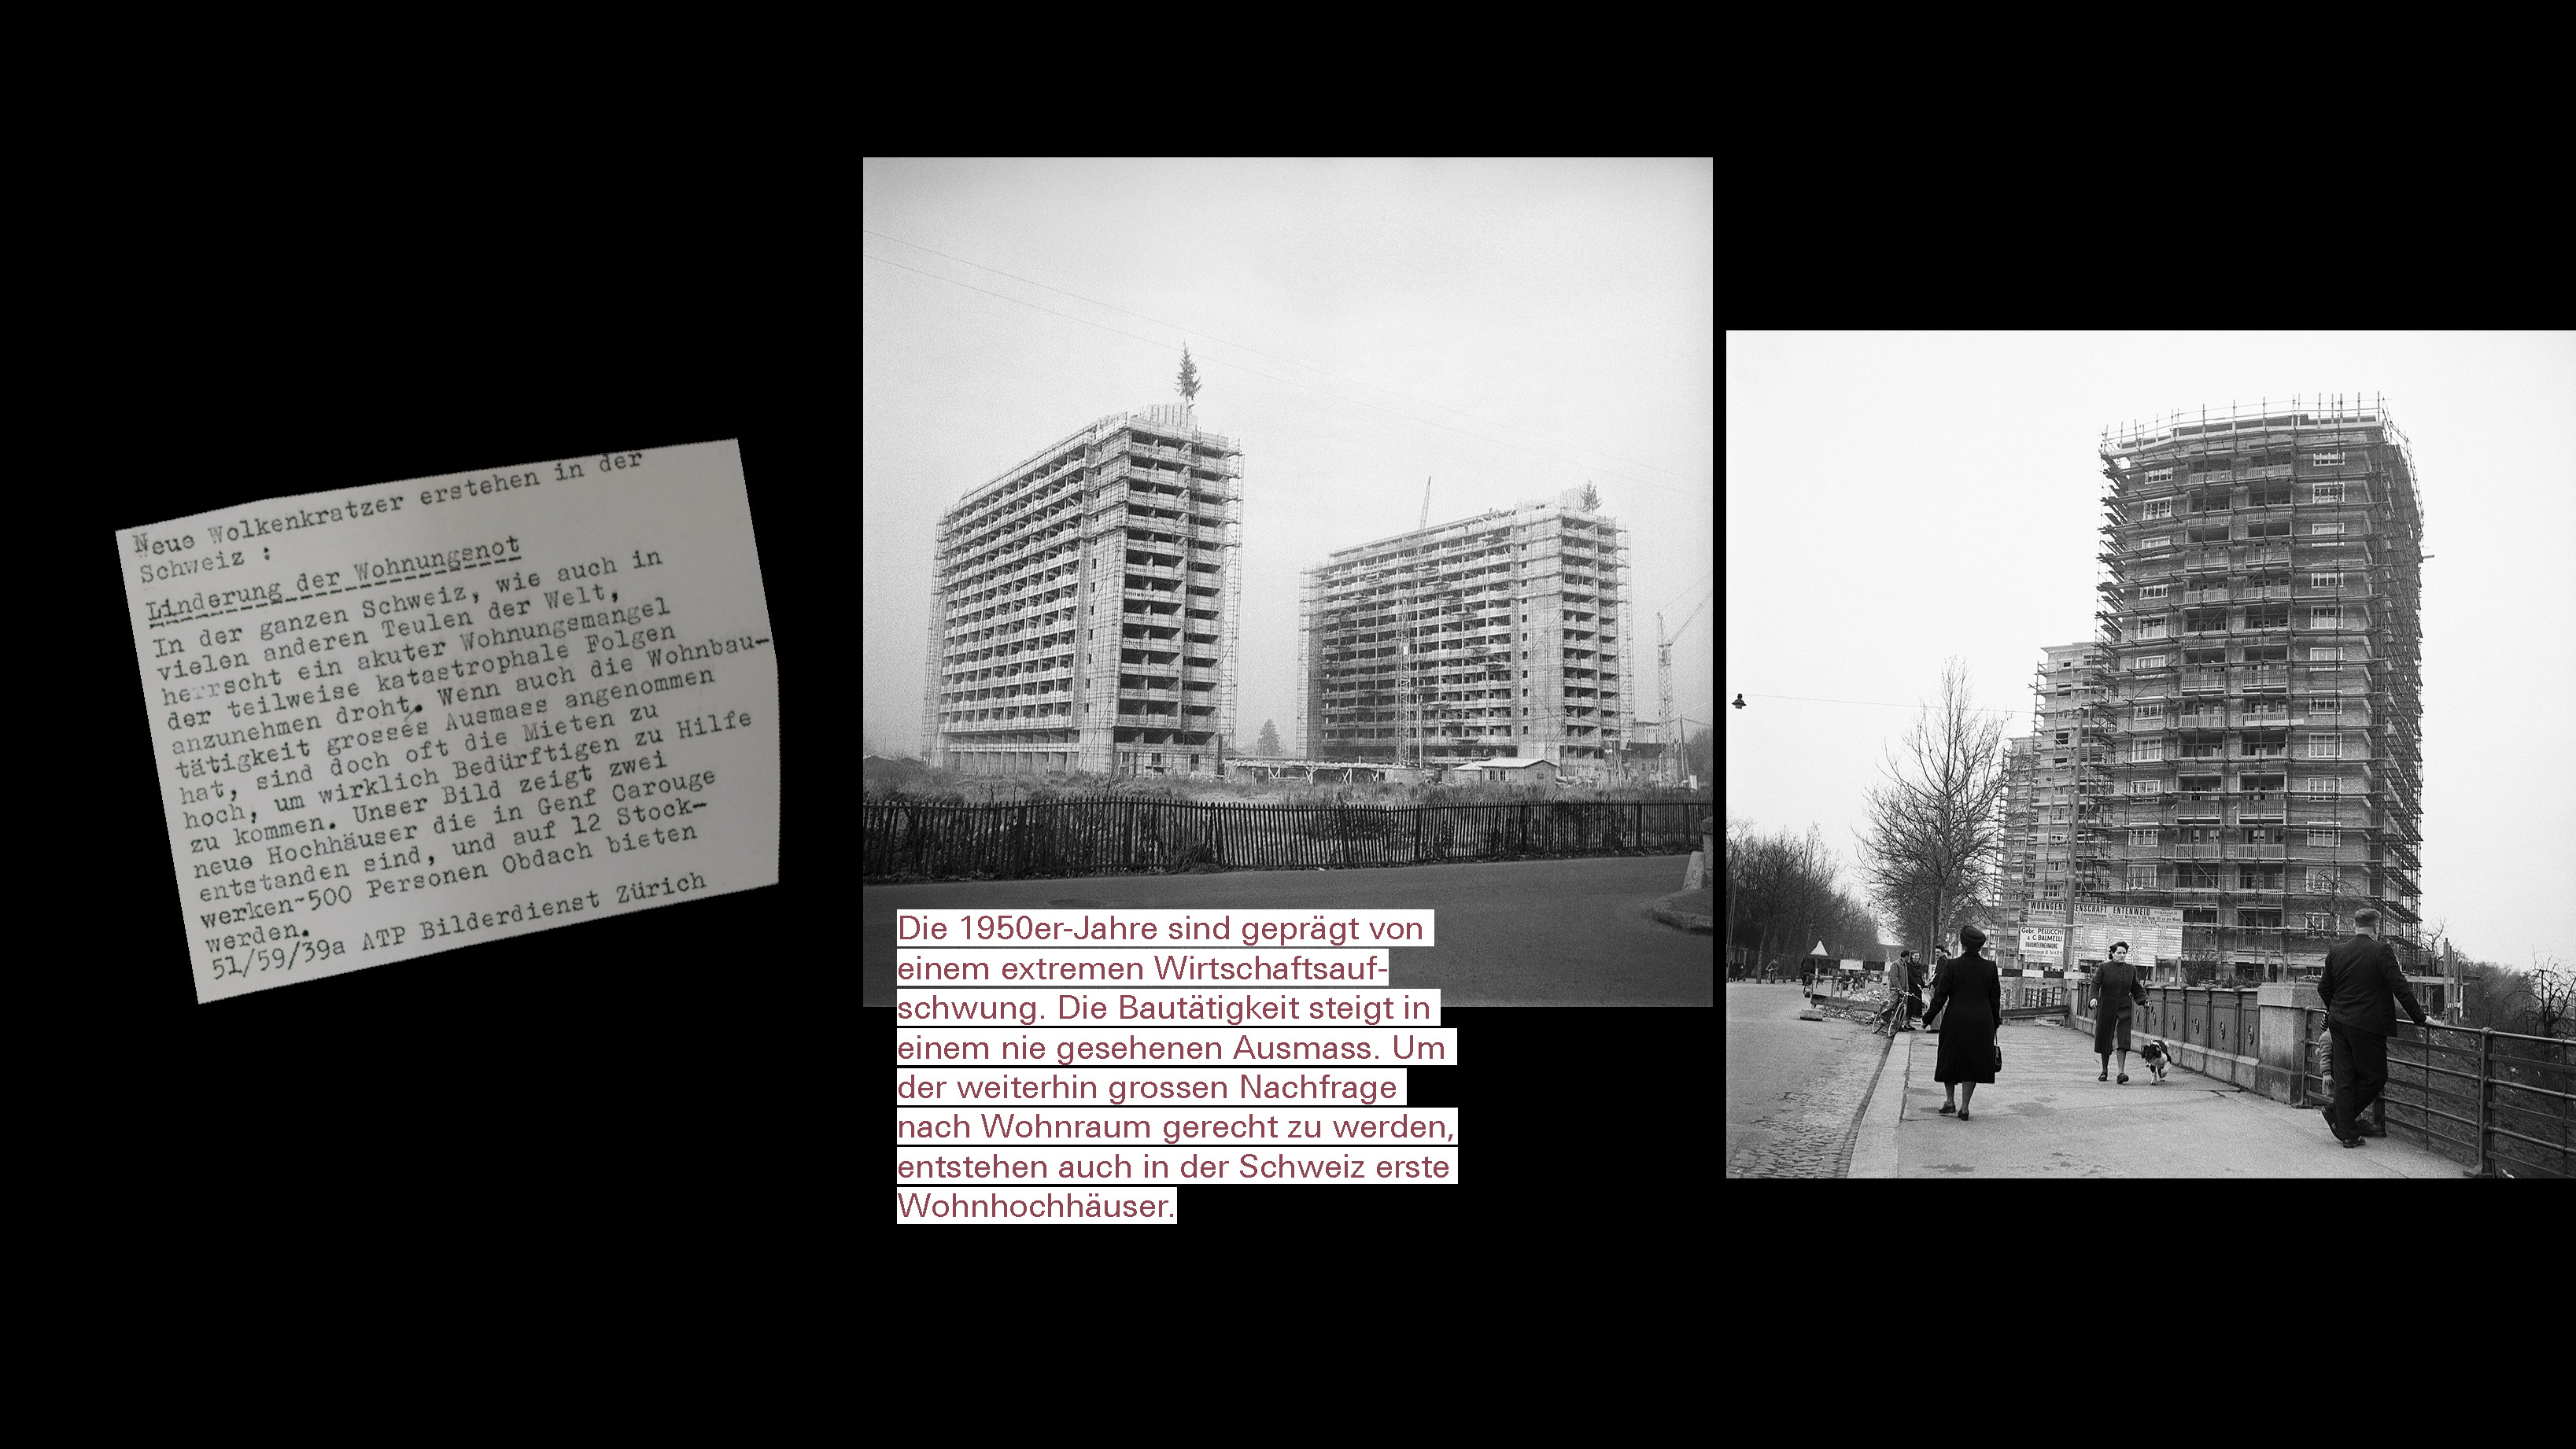 Neue Wolkenkratzer erstehen in der
Schweiz :
Linderung der Wohnungsnot
In der ganzen Schweiz, wie auch in
vielen anderen Teulen der Welt,
herrscht ein akuter Wohnungsmangel
der teilweise katastrophale Folgen
anzunehmen droht. Wenn auch die Wohnbau-
tätigkeit grosses Ausmass angenommen
hat, sind doch oft die Mieten zu
hoch, um wirklich Bedürftigen zu Hilfe
zu kommen. Unser Bild zeigt zwei
neue Hochhäuser die in Genf Carouge
entstanden sind, und auf 12 Stock-
werken-500 Personen Obdach bieten
werden.
51/59/39a ATP Bilderdienst Zürich
Die 1950er-Jahre sind geprägt von
einem extremen Wirtschaftsauf-
schwung. Die Bautätigkeit steigt in
einem nie gesehenen Ausmass. Um
der weiterhin grossen Nachfrage
nach Wohnraum gerecht zu werden,
entstehen auch in der Schweiz erste
Wohnhochhäuser.
ENTENWEID
Gebr. PELUCCHI
& C. BALMELLI